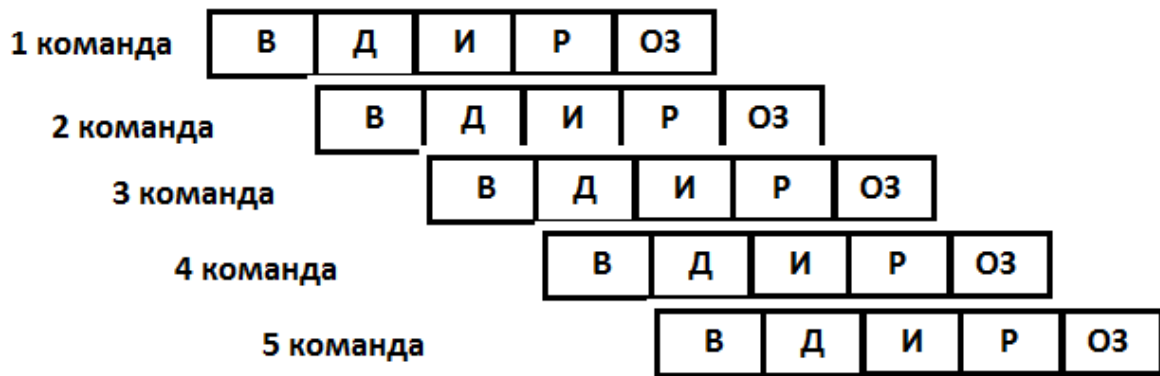 1 команда В Д И Р ОЗ
2 команда В Д И Р ОЗ
3 команда В Д И Р ОЗ
4 команда В Д И Р ОЗ
5 команда В Д И Р ОЗ